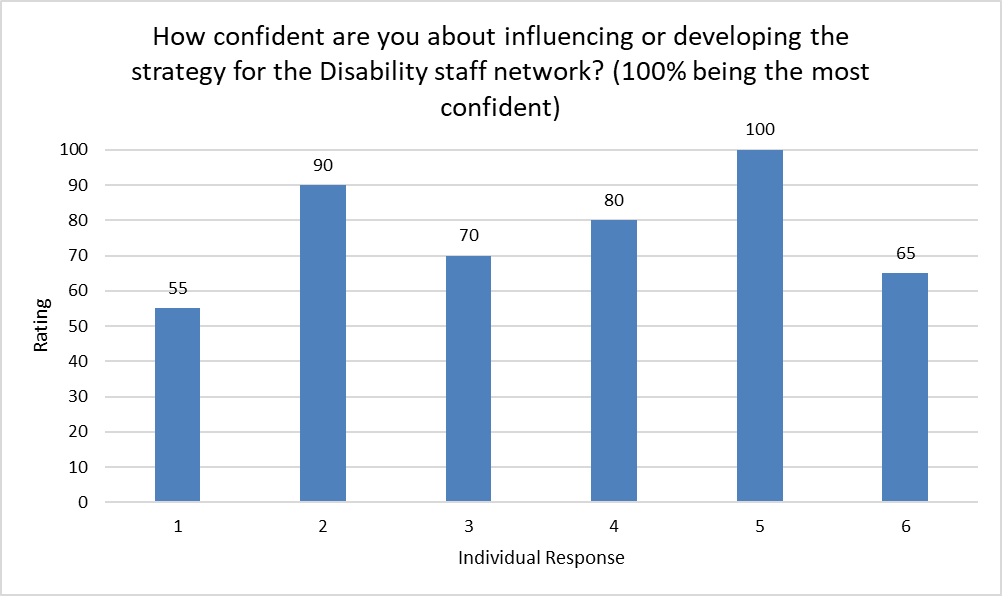 How confident are you about influencing or developing the
strategy for the Disability staff network? (100% being the most
confident)
100
90
80
70
60
50
40
30
20
10
0
Rating
55
90
70
80
100
65
1 2 3 4 5 6
Individual Response